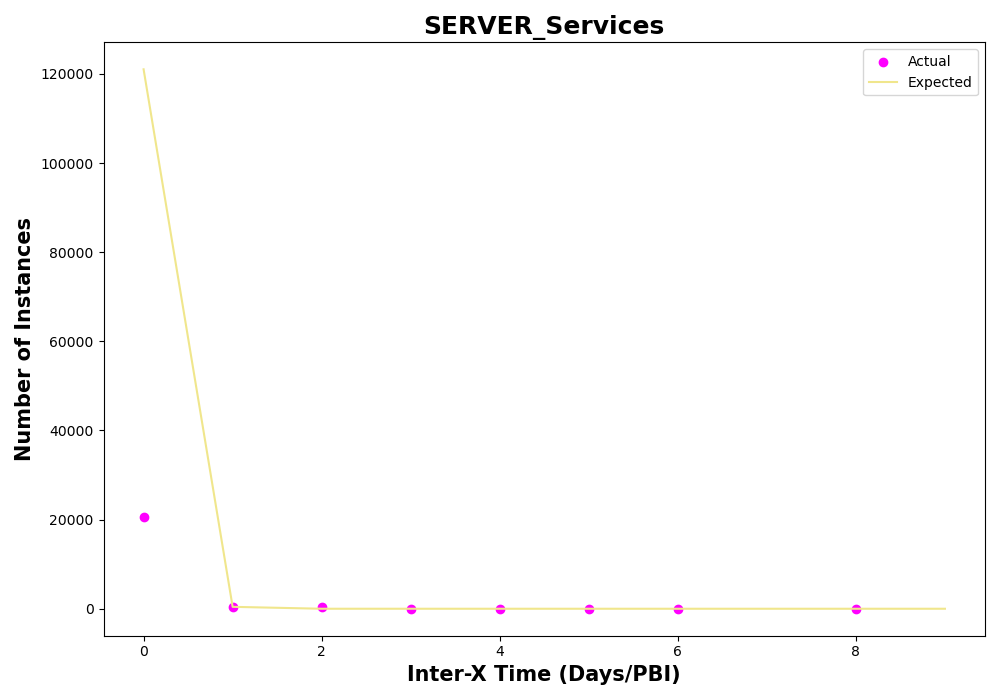 SERVER_Services
Actual
Expected
120000
100000
80000
60000
40000
20000
0
Number of Instances
0 2 4 6 8
Inter-X Time (Days/PBI)